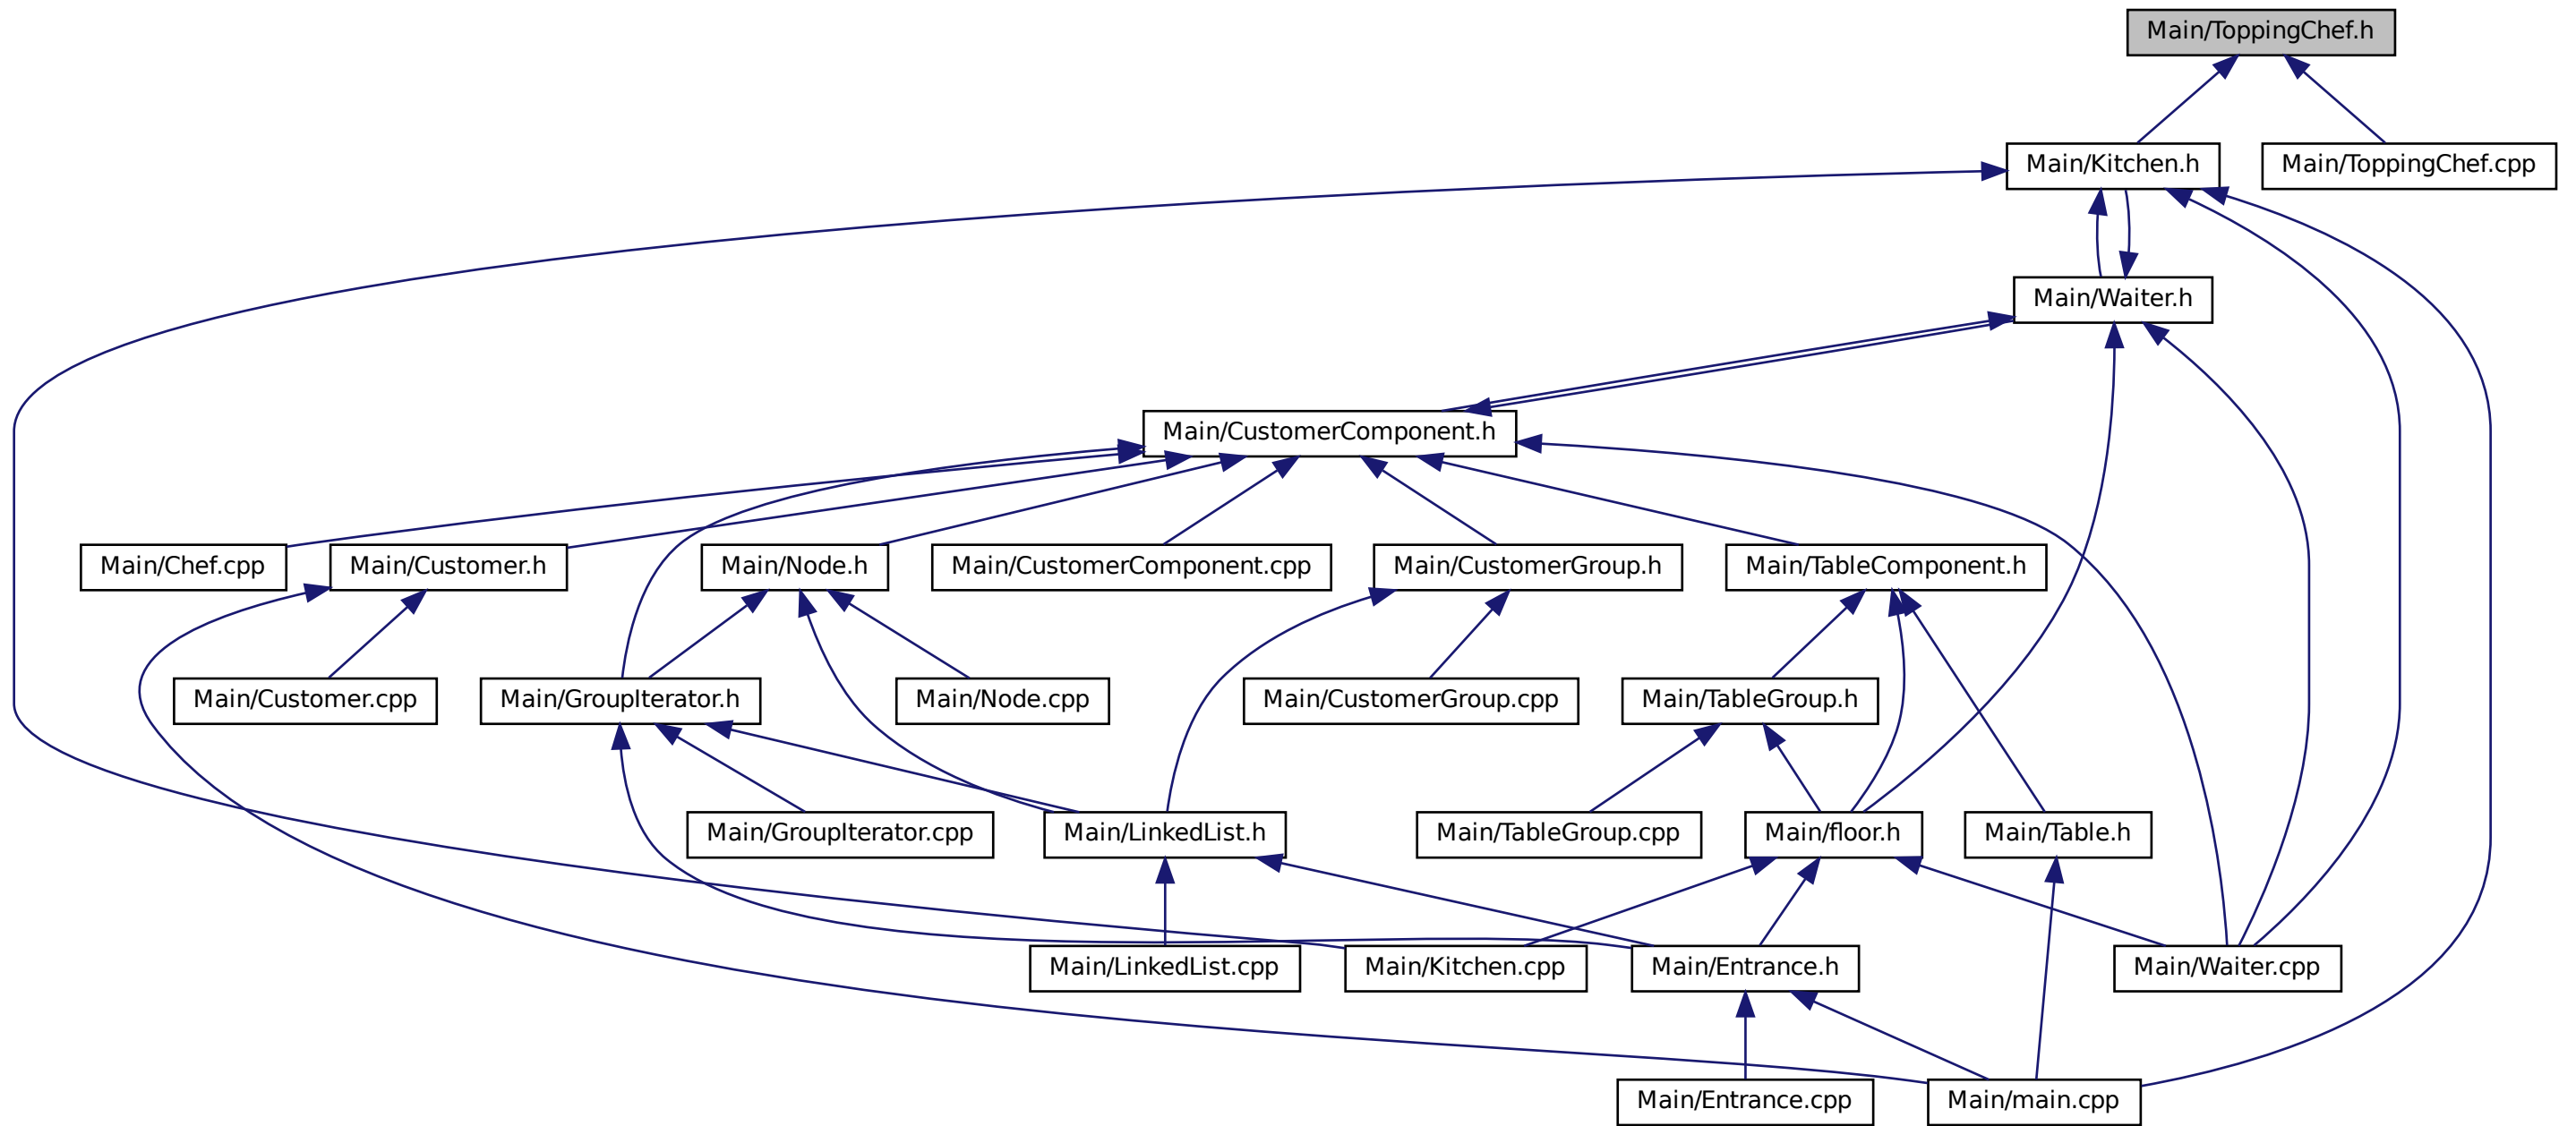 Main/ToppingChef.h
Main/Kitchen.h
Main/ToppingChef.cpp
Main/Waiter.h
Main/CustomerComponent.h
Main/Chef.cpp
Main/Customer.h
Main/Node.h
Main/CustomerComponent.cpp
Main/CustomerGroup.h
Main/TableComponent.h
Main/Customer.cpp
Main/GroupIterator.h
Main/Node.cpp
Main/CustomerGroup.cpp
Main/TableGroup.h
Main/GroupIterator.cpp
Main/LinkedList.h
Main/TableGroup.cpp
Main/floor.h
Main/Table.h
Main/LinkedList.cpp
Main/Kitchen.cpp
Main/Entrance.h
Main/Waiter.cpp
Main/Entrance.cpp
Main/main.cpp